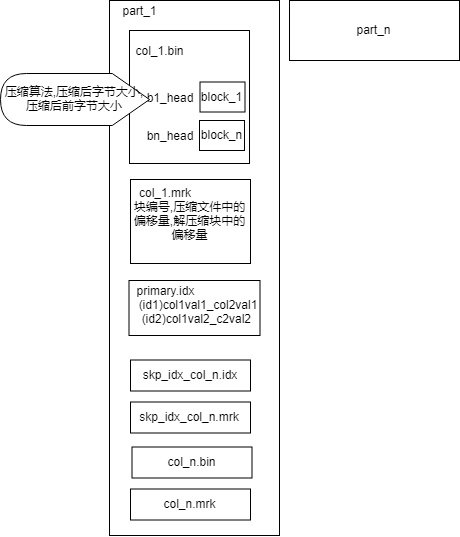 part_1
part_n
col_1.bin
压缩算法,压缩后字节大小,
压缩后前字节大小
b1_head
block_1
bn_head
block_n
col_1.mrk
块编号,压缩文件中的
偏移量,解压缩块中的
偏移量
primary.idx
(id1)col1val1_col2val1
(id2)col1val2_c2val2
skp_idx_col_n.idx
skp_idx_col_n.mrk
col_n.bin
col_n.mrk